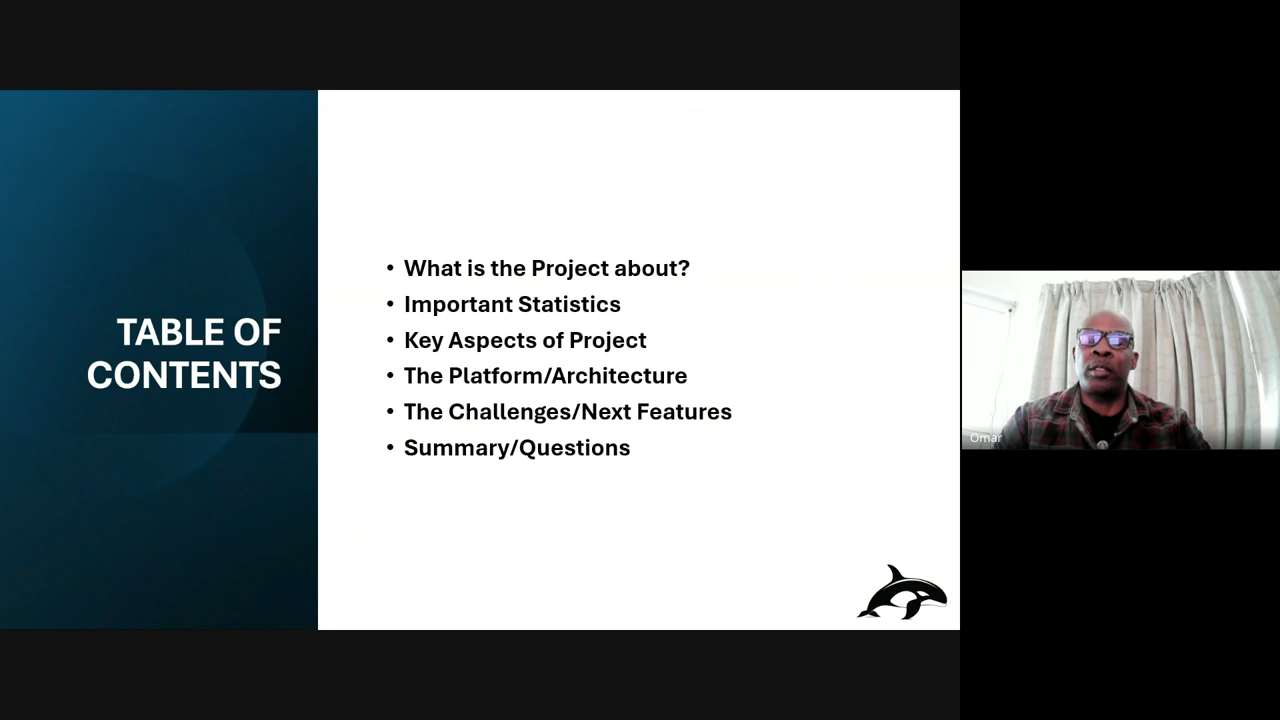 TABLE OF
CONTENTS
• What is the Project about?
• Important Statistics
• Key Aspects of Project
• The Platform/Architecture
• The Challenges/Next Features
• Summary/Questions
Omar